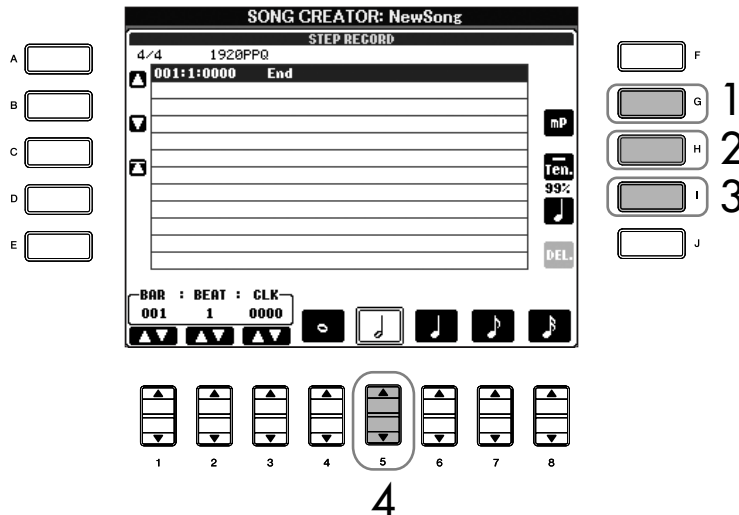 SONG CREATOR: NewSong
STEP RECORD
4/4 1920PPQ
001:1:0000 End
A
B
C
D
E
F
G 1
H 2
I 3
J
mP
Ten.
99%
DEL.
BAR : BEAT : CLK
001 1 0000
1 2 3 4 5 6 7 8
4